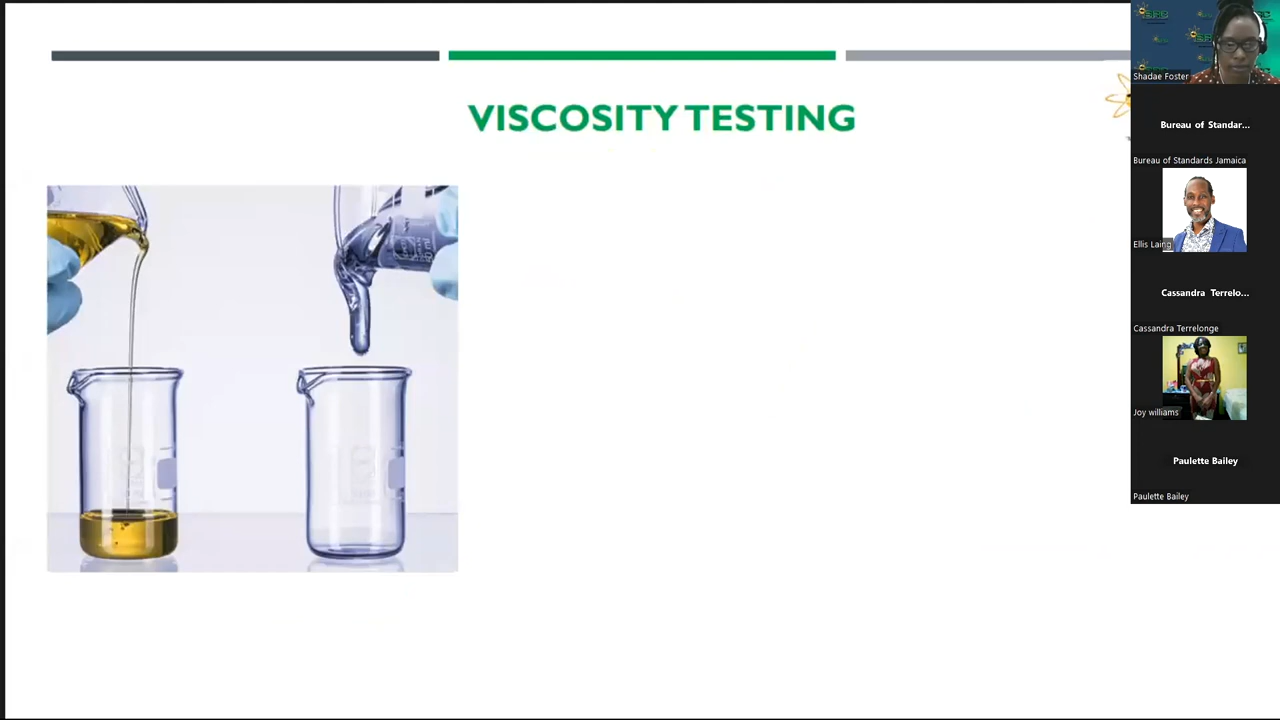 VISCOSITY TESTING
Shadae Foster
Bureau of Standar...
Bureau of Standards Jamaica
Ellis Laing
Cassandra Terrelo...
Cassandra Terrelonge
Joy williams
Paulette Bailey
Paulette Bailey